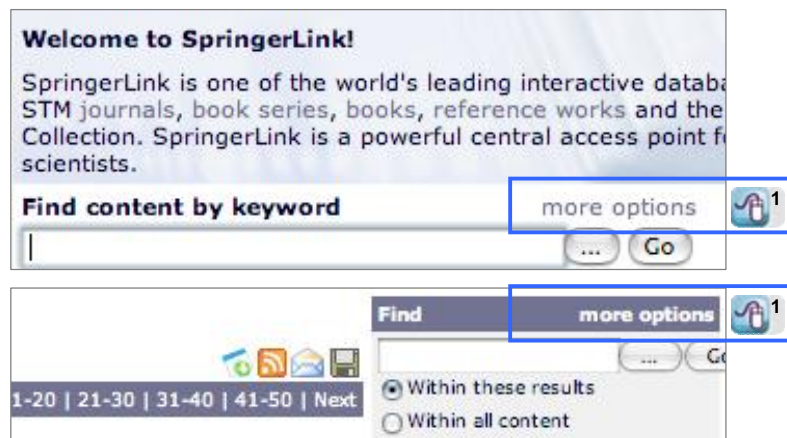 Welcome to SpringerLink!
SpringerLink is one of the world's leading interactive databa
STM journals, book series, books, reference works and the
Collection. SpringerLink is a powerful central access point f
scientists.
Find content by keyword more options 1
... Go
Find more options 1
... Go
1-20 | 21-30 | 31-40 | 41-50 | Next
Within these results
Within all content